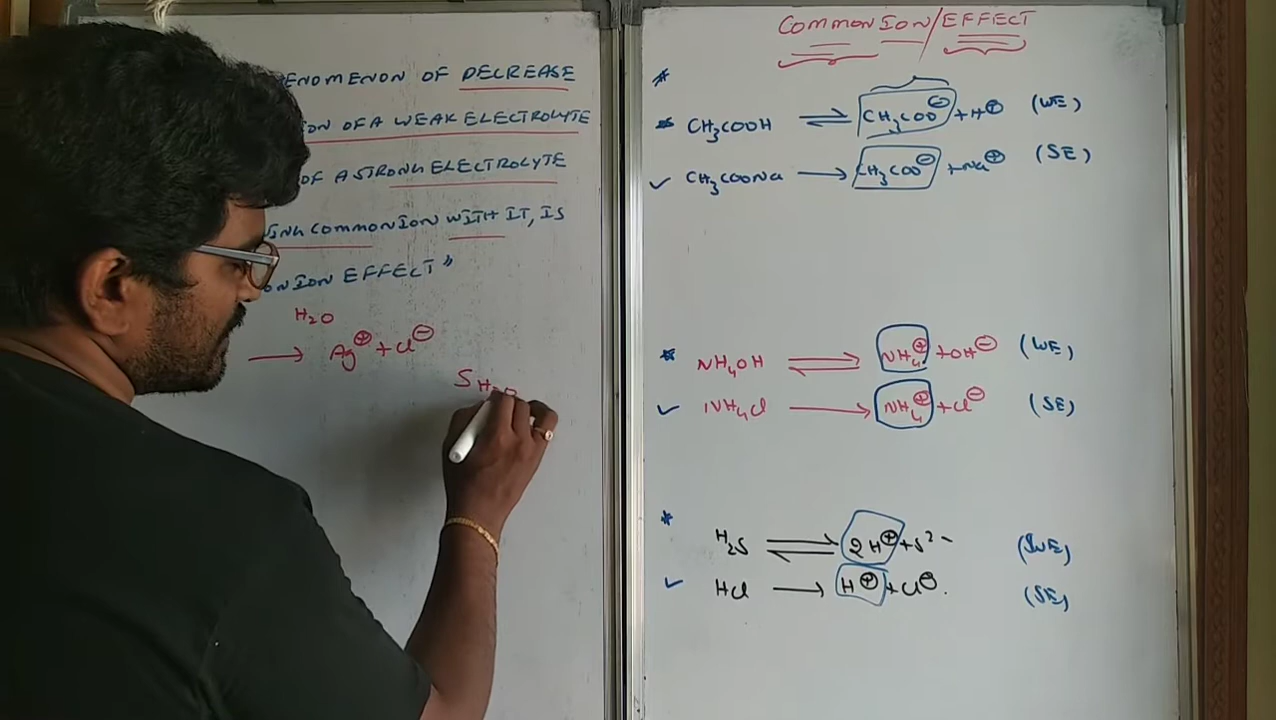 ENOMENON OF DECREASE
ON OF A WEAK ELECTROLYTE
OF A STRONG ELECTROLYTE
ING COMMON ION WITH IT, IS
ON ION EFFECT"
H₂O
⟶ Ag⊕ + Cl⊖
S H₂O
COMMON ION/EFFECT
* CH₃COOH ⇌ CH₃COO⊖ + H⊕ (WE)
✓ CH₃COONa ⟶ CH₃COO⊖ + Na⊕ (SE)
* NH₄OH ⇌ NH₄⊕ + OH⊖ (WE)
✓ NH₄Cl ⟶ NH₄⊕ + Cl⊖ (SE)
* H₂S ⇌ 2H⊕ + S²⁻ (WE)
✓ HCl ⟶ H⊕ + Cl⊖. (SE)